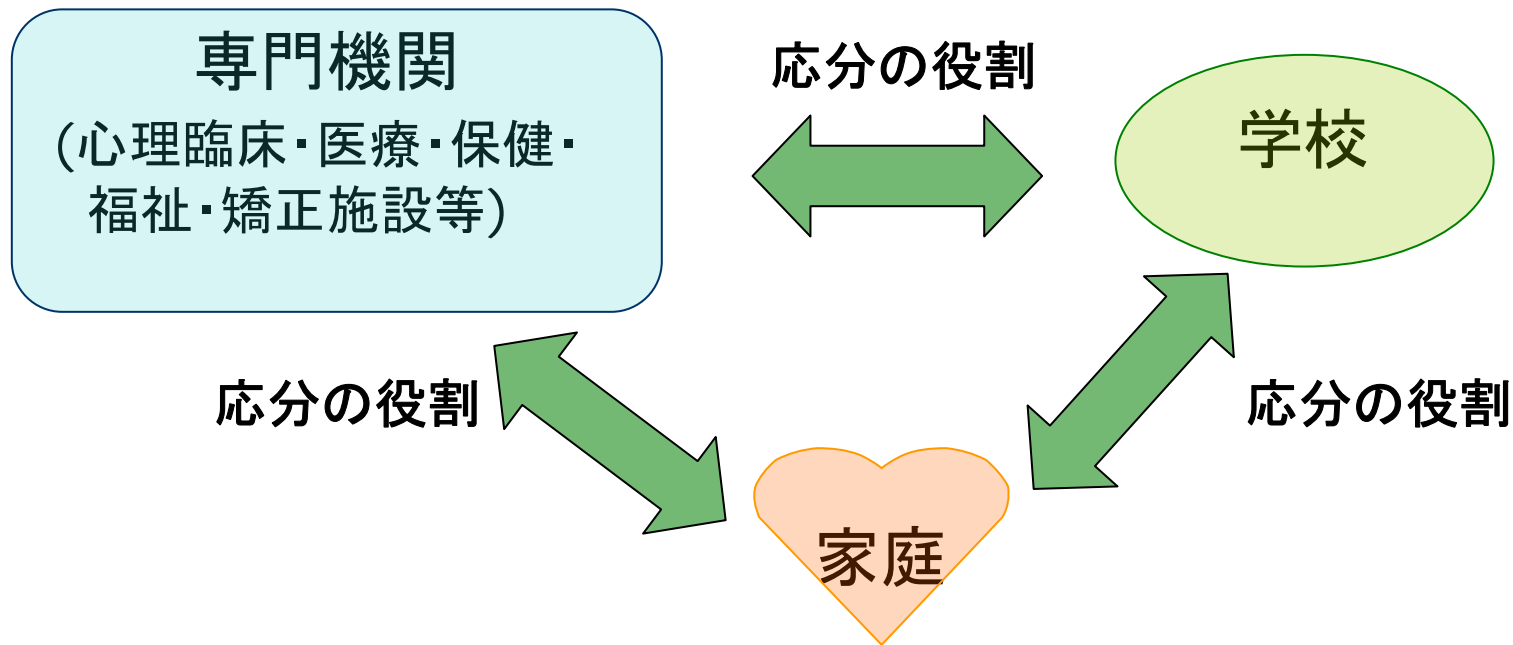 専門機関
(心理臨床・医療・保健・
福祉・矯正施設等)
応分の役割
学校
応分の役割
応分の役割
家庭